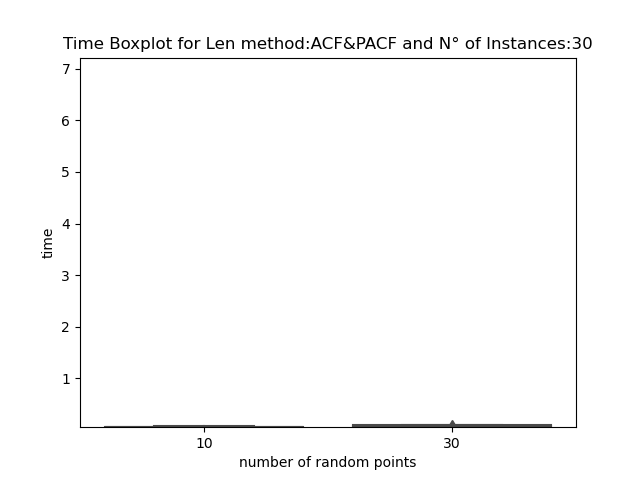 Time Boxplot for Len method:ACF&PACF and N° of Instances:30
7
6
5
4
3
2
1
time
10 30
number of random points